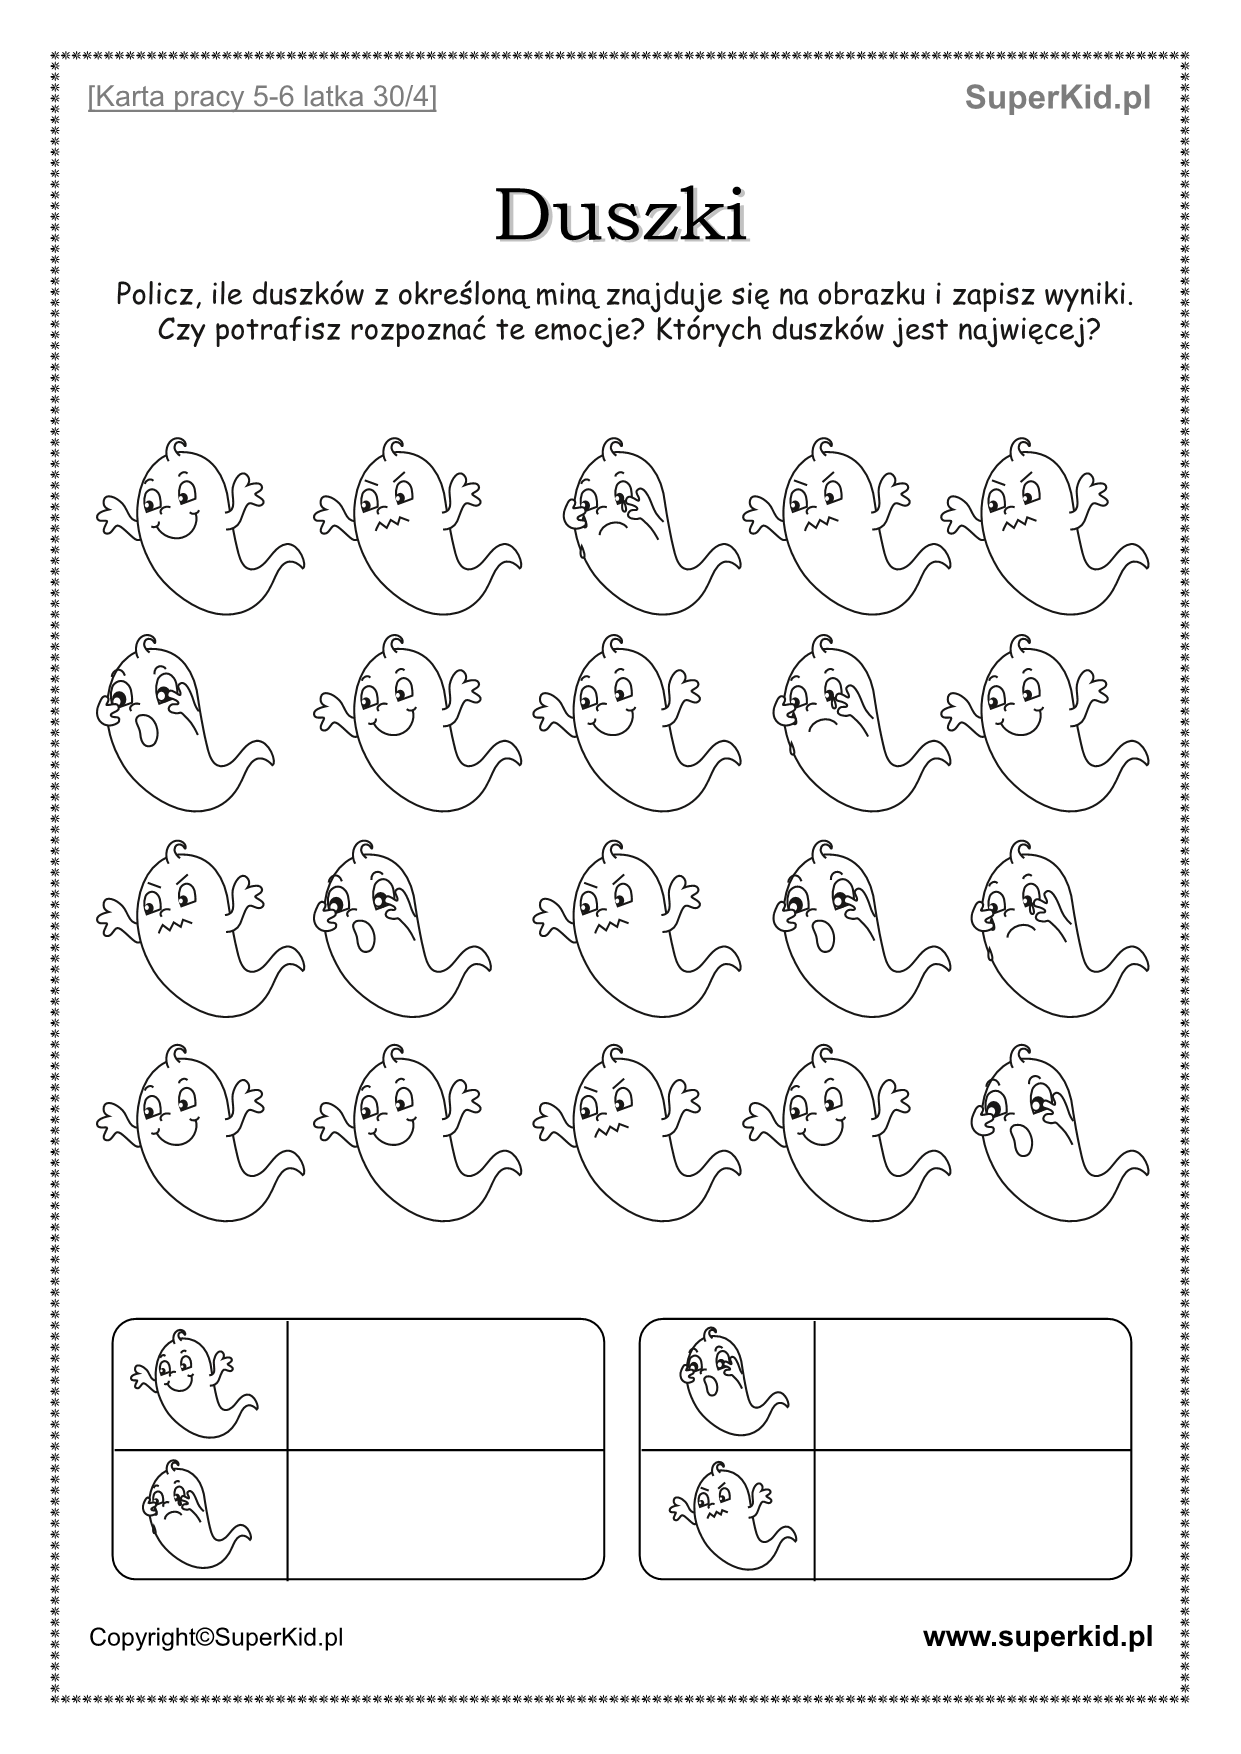 [Karta pracy 5-6 latka 30/4]
SuperKid.pl
Duszki
Policz, ile duszków z określoną miną znajduje się na obrazku i zapisz wyniki.
Czy potrafisz rozpoznać te emocje? Których duszków jest najwięcej?
Copyright©SuperKid.pl
www.superkid.pl